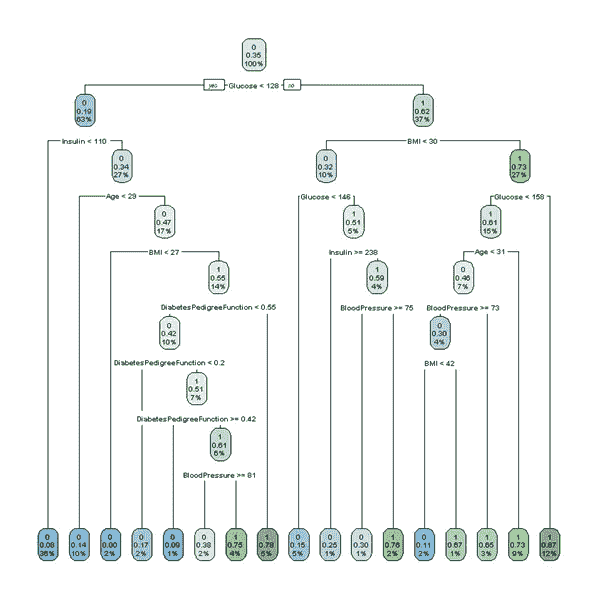 0
0.35
100%
yes Glucose < 128 no
0
0.19
63%
1
0.62
37%
Insulin < 110
BMI < 30
0
0.34
27%
0
0.32
10%
1
0.73
27%
Age < 29
Glucose < 146
Glucose < 158
0
0.47
17%
1
0.51
5%
1
0.61
15%
BMI < 27
Insulin >= 238
Age < 31
1
0.55
14%
1
0.59
4%
0
0.46
7%
DiabetesPedigreeFunction < 0.55
BloodPressure >= 75
BloodPressure >= 73
0
0.42
10%
0
0.30
4%
DiabetesPedigreeFunction < 0.2
BMI < 42
1
0.51
7%
DiabetesPedigreeFunction >= 0.42
1
0.61
6%
BloodPressure >= 81
0 0 0 0 0 0 1 1 0 0 0 1 0 1 1 1 1
0.08 0.14 0.00 0.17 0.09 0.38 0.75 0.78 0.15 0.25 0.30 0.76 0.11 0.67 0.65 0.73 0.87
36% 10% 2% 2% 1% 2% 4% 5% 5% 1% 1% 2% 2% 1% 3% 9% 12%